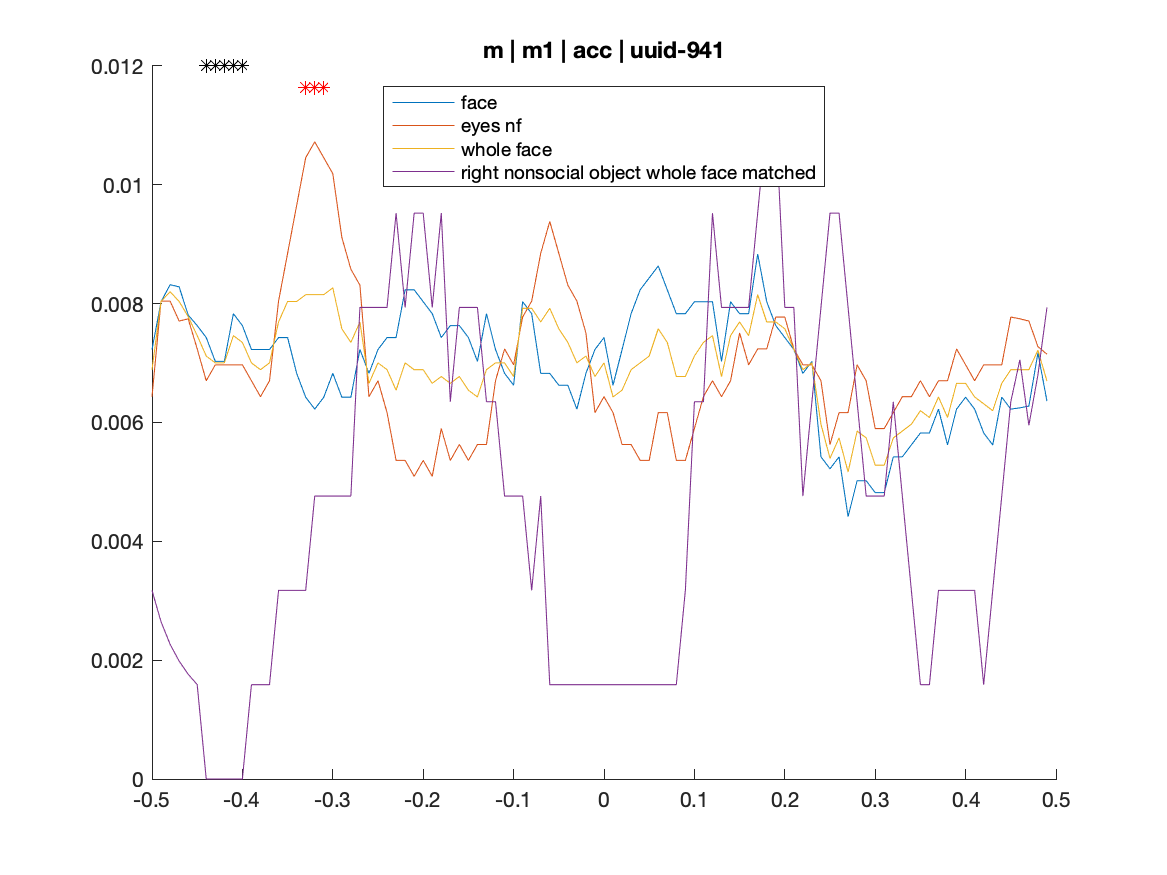 m | m1 | acc | uuid-941
0.012
0.01
0.008
0.006
0.004
0.002
0
face
eyes nf
whole face
right nonsocial object whole face matched
-0.5 -0.4 -0.3 -0.2 -0.1 0 0.1 0.2 0.3 0.4 0.5